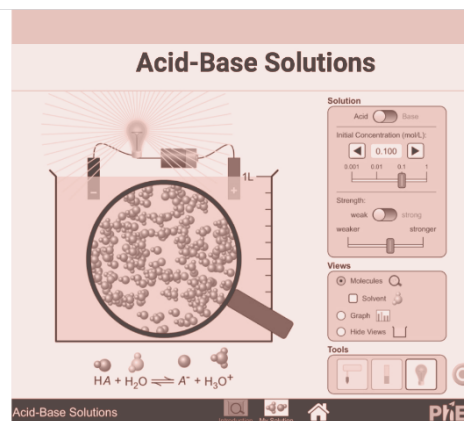 Acid-Base Solutions
Solution
Acid Base
Initial Concentration (mol/L):
0.100
0.001 0.01 0.1 1
Strength:
weak strong
weaker stronger
1L
− +
Views
Molecules
Solvent
Graph
Hide Views
Tools
HA + H₂O ⇌ A⁻ + H₃O⁺
Acid-Base Solutions
Introduction My Solution
PhE